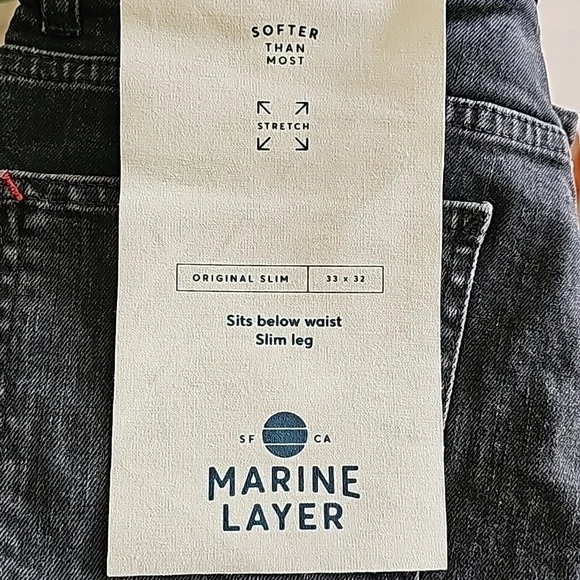 SOFTER
THAN
MOST
STRETCH
ORIGINAL SLIM 33 x 32
Sits below waist
Slim leg
SF CA
MARINE
LAYER